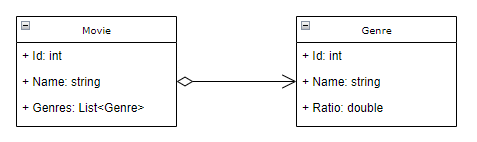 Movie
+ Id: int
+ Name: string
+ Genres: List<Genre>
Genre
+ Id: int
+ Name: string
+ Ratio: double